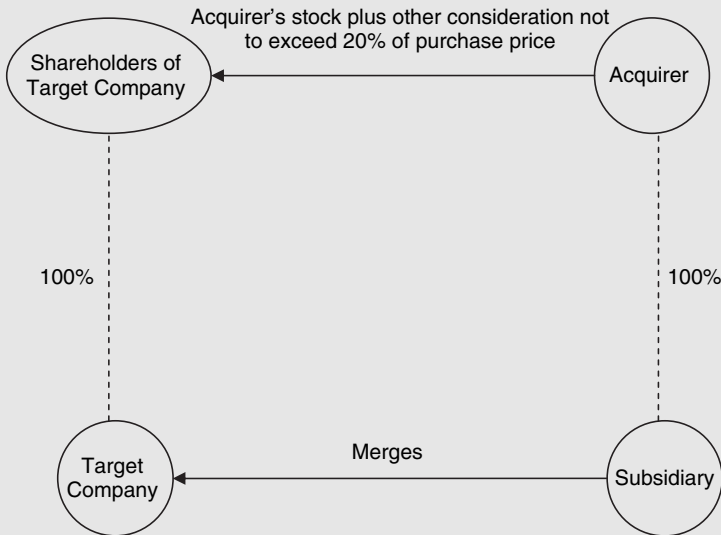 Acquirer’s stock plus other consideration not
to exceed 20% of purchase price
Shareholders of
Target Company
Acquirer
100%
100%
Merges
Target
Company
Subsidiary